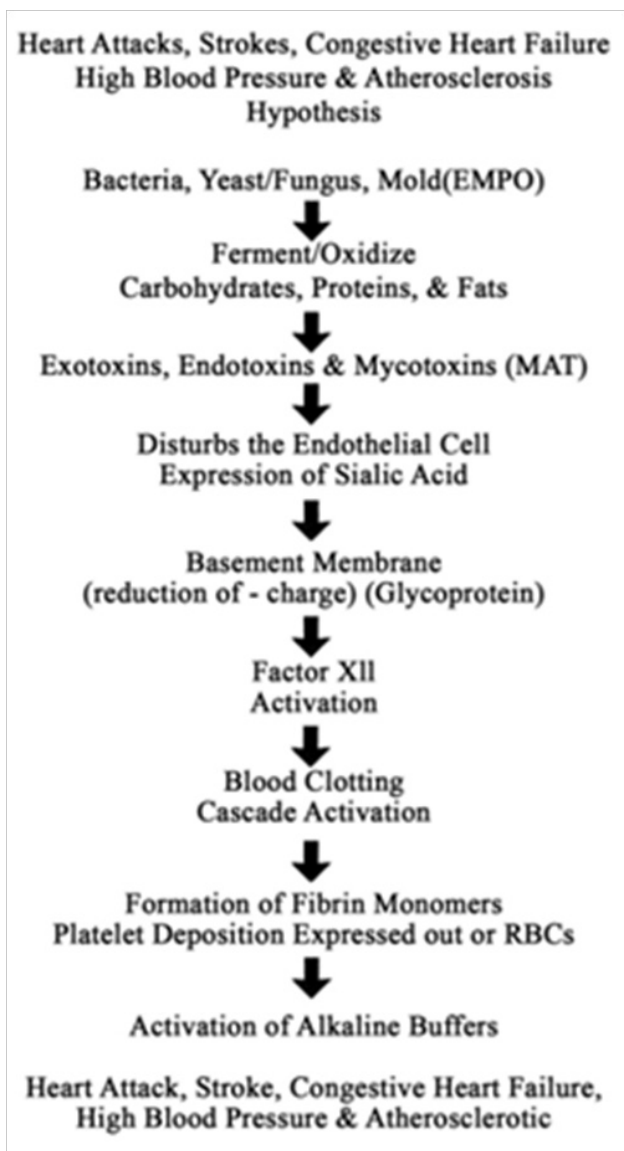 Heart Attacks, Strokes, Congestive Heart Failure
High Blood Pressure & Atherosclerosis
Hypothesis
Bacteria, Yeast/Fungus, Mold(EMPO)
Ferment/Oxidize
Carbohydrates, Proteins, & Fats
Exotoxins, Endotoxins & Mycotoxins (MAT)
Disturbs the Endothelial Cell
Expression of Sialic Acid
Basement Membrane
(reduction of - charge) (Glycoprotein)
Factor Xll
Activation
Blood Clotting
Cascade Activation
Formation of Fibrin Monomers
Platelet Deposition Expressed out or RBCs
Activation of Alkaline Buffers
Heart Attack, Stroke, Congestive Heart Failure,
High Blood Pressure & Atherosclerotic